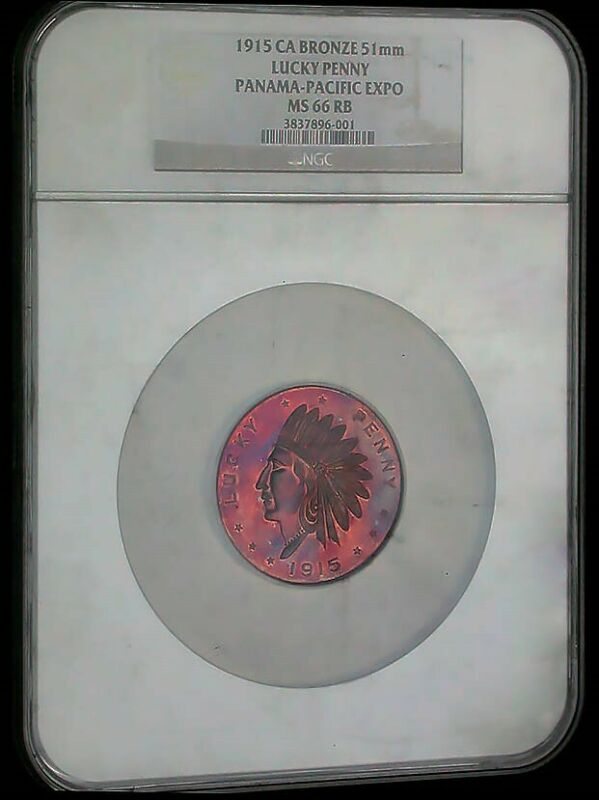 1915 CA BRONZE 51mm
LUCKY PENNY
PANAMA-PACIFIC EXPO
MS 66 RB
3837896-001
NGC
LUCKY PENNY
1915